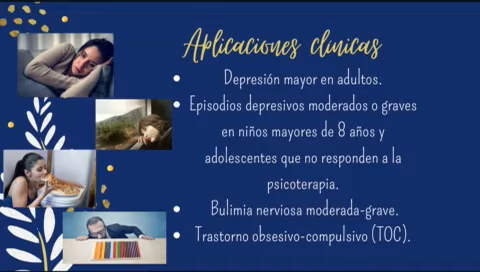 Aplicaciones clínicas
Depresión mayor en adultos.
Episodios depresivos moderados o graves
en niños mayores de 8 años y
adolescentes que no responden a la
psicoterapia.
Bulimia nerviosa moderada-grave.
Trastorno obsesivo-compulsivo (TOC).